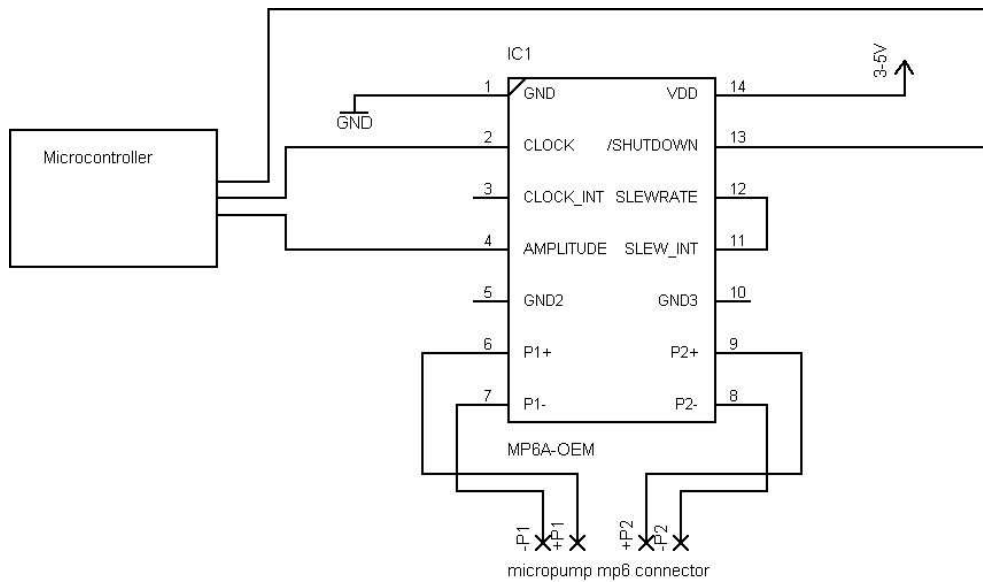 IC1
3-5V
1 GND VDD 14
GND
Microcontroller
2 CLOCK /SHUTDOWN 13
3 CLOCK_INT SLEWRATE 12
4 AMPLITUDE SLEW_INT 11
5 GND2 GND3 10
6 P1+ P2+ 9
7 P1- P2- 8
MP6A-OEM
-P1 +P1 +P2 -P2
micropump mp6 connector